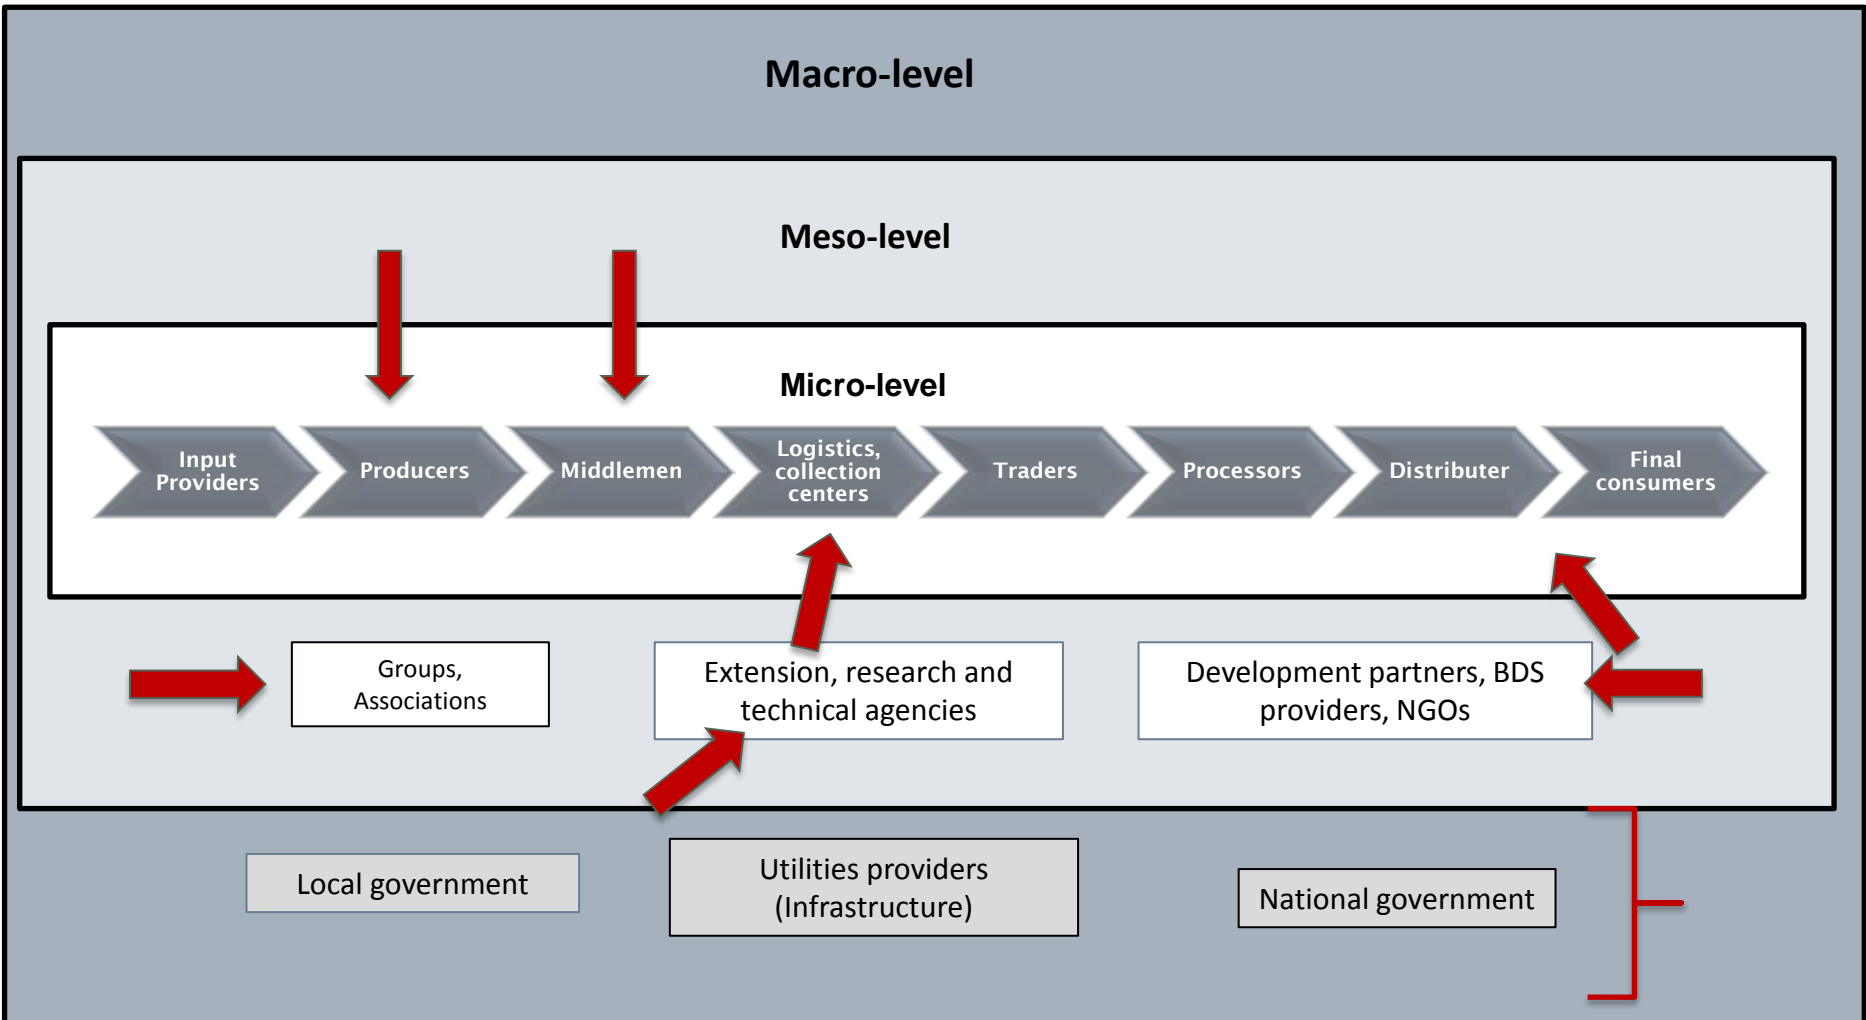 Macro-level
Meso-level
Micro-level
Input
Providers
Producers
Middlemen
Logistics,
collection
centers
Traders
Processors
Distributer
Final
consumers
Groups,
Associations
Extension, research and
technical agencies
Development partners, BDS
providers, NGOs
Local government
Utilities providers
(Infrastructure)
National government